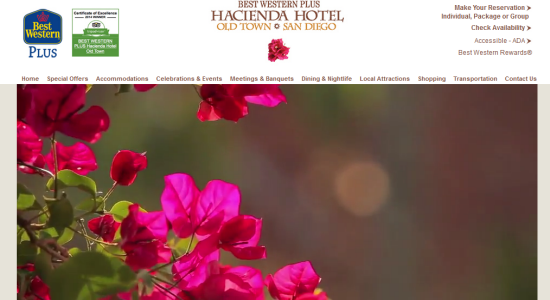 Best
Western
PLUS
Certificate of Excellence
2014 WINNER
BEST WESTERN
PLUS Hacienda Hotel
Old Town
BEST WESTERN PLUS
HACIENDA HOTEL
OLD TOWN SAN DIEGO
Make Your Reservation
Individual, Package or Group
Check Availability
Accessible - ADA
Best Western Rewards®
Home Special Offers Accommodations Celebrations & Events Meetings & Banquets Dining & Nightlife Local Attractions Shopping Transportation Contact Us